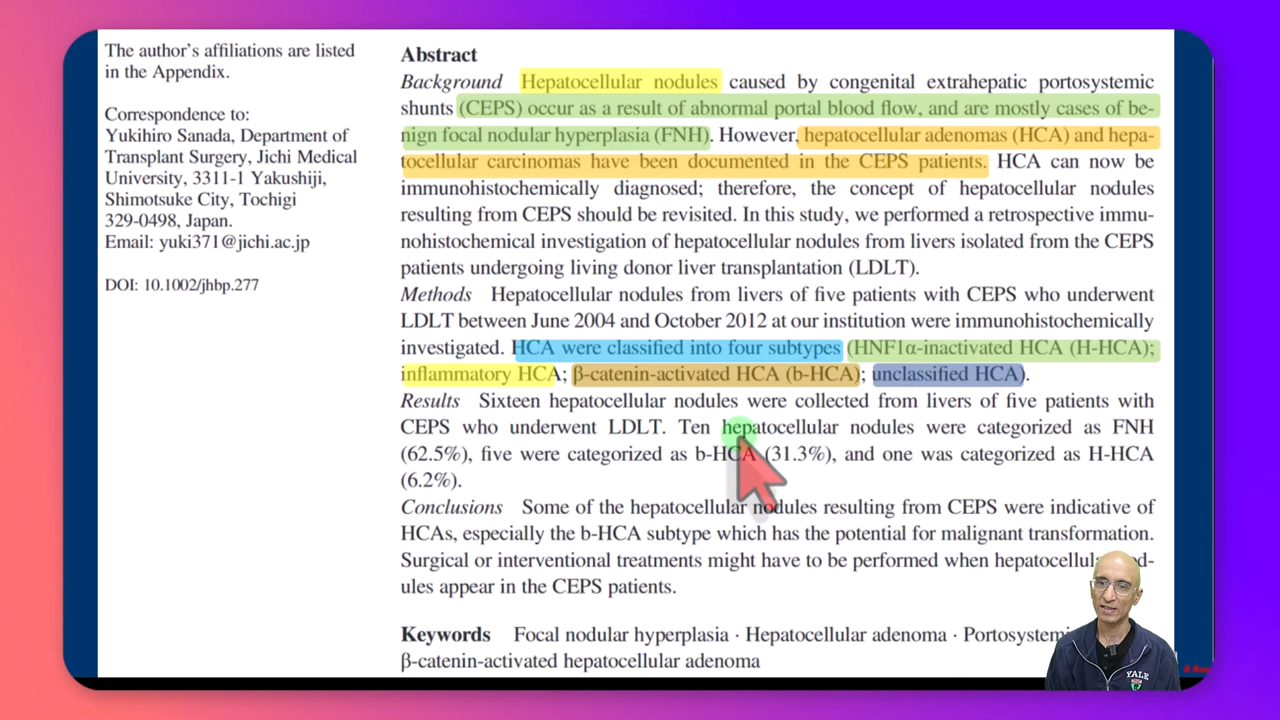 The author's affiliations are listed
in the Appendix.
Correspondence to:
Yukihiro Sanada, Department of
Transplant Surgery, Jichi Medical
University, 3311-1 Yakushiji,
Shimotsuke City, Tochigi
329-0498, Japan.
Email: yuki371@jichi.ac.jp
DOI: 10.1002/jhbp.277
Abstract
Background Hepatocellular nodules caused by congenital extrahepatic portosystemic
shunts (CEPS) occur as a result of abnormal portal blood flow, and are mostly cases of be-
nign focal nodular hyperplasia (FNH). However, hepatocellular adenomas (HCA) and hepa-
tocellular carcinomas have been documented in the CEPS patients. HCA can now be
immunohistochemically diagnosed; therefore, the concept of hepatocellular nodules
resulting from CEPS should be revisited. In this study, we performed a retrospective immu-
nohistochemical investigation of hepatocellular nodules from livers isolated from the CEPS
patients undergoing living donor liver transplantation (LDLT).
Methods Hepatocellular nodules from livers of five patients with CEPS who underwent
LDLT between June 2004 and October 2012 at our institution were immunohistochemically
investigated. HCA were classified into four subtypes (HNF1α-inactivated HCA (H-HCA);
inflammatory HCA; β-catenin-activated HCA (b-HCA); unclassified HCA).
Results Sixteen hepatocellular nodules were collected from livers of five patients with
CEPS who underwent LDLT. Ten hepatocellular nodules were categorized as FNH
(62.5%), five were categorized as b-HCA (31.3%), and one was categorized as H-HCA
(6.2%).
Conclusions Some of the hepatocellular nodules resulting from CEPS were indicative of
HCAs, especially the b-HCA subtype which has the potential for malignant transformation.
Surgical or interventional treatments might have to be performed when hepatocellul od-
ules appear in the CEPS patients.
Keywords Focal nodular hyperplasia · Hepatocellular adenoma · Portosystemi
β-catenin-activated hepatocellular adenoma
YALE